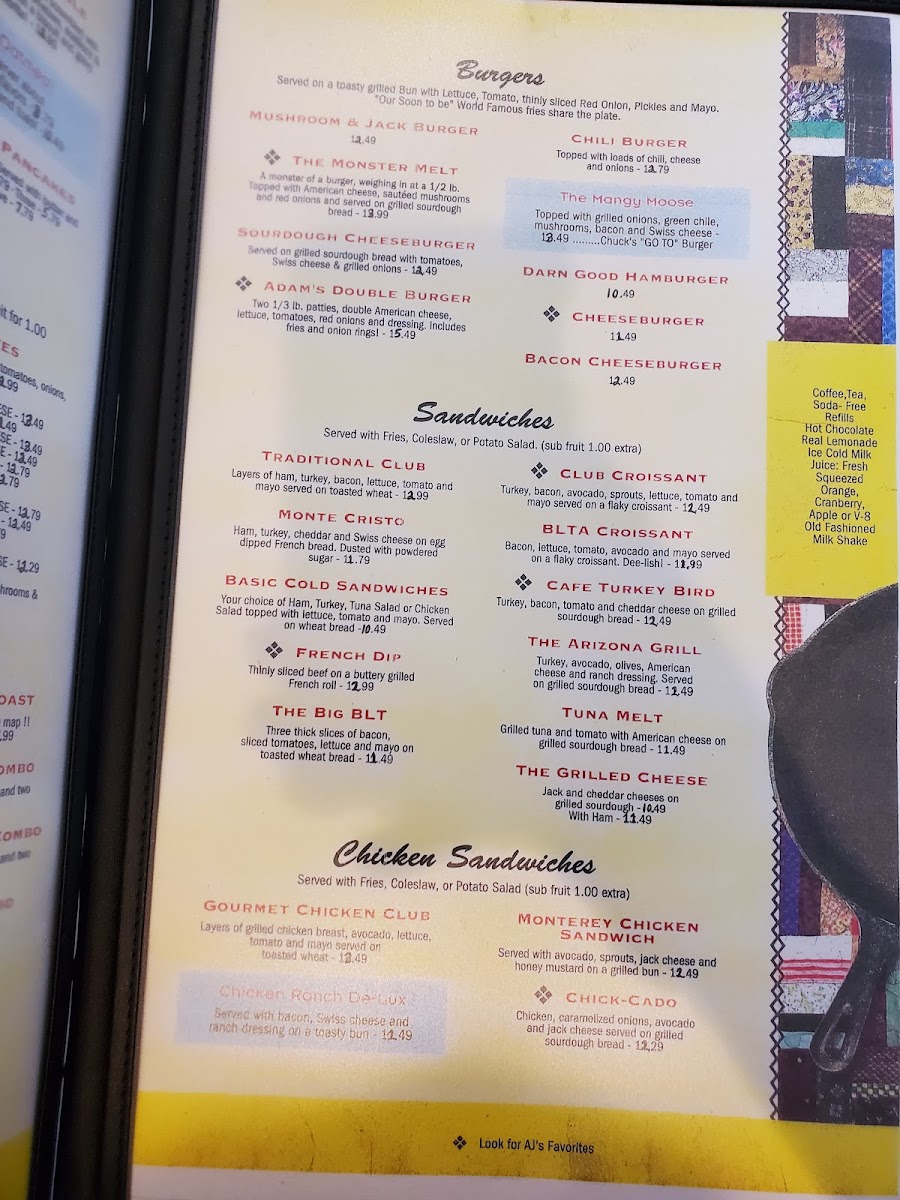 Burgers
Served on a toasty grilled Bun with Lettuce, Tomato, thinly sliced Red Onion, Pickles and Mayo.
"Our Soon to be" World Famous fries share the plate.
Mushroom & Jack Burger
12.49
❖ The Monster Melt
A monster of a burger, weighing in at a 1/2 lb.
Topped with American cheese, sautéed mushrooms
and red onions and served on grilled sourdough
bread - 13.99
Sourdough Cheeseburger
Served on grilled sourdough bread with tomatoes,
Swiss cheese & grilled onions - 12.49
❖ Adam's Double Burger
Two 1/3 lb. patties, double American cheese,
lettuce, tomatoes, red onions and dressing. Includes
fries and onion rings! - 15.49
Chili Burger
Topped with loads of chili, cheese
and onions - 12.79
The Mangy Moose
Topped with grilled onions, green chile,
mushrooms, bacon and Swiss cheese -
13.49 .........Chuck's "GO TO" Burger
Darn Good Hamburger
10.49
❖ Cheeseburger
11.49
Bacon Cheeseburger
12.49
Sandwiches
Served with Fries, Coleslaw, or Potato Salad. (sub fruit 1.00 extra)
Traditional Club
Layers of ham, turkey, bacon, lettuce, tomato and
mayo served on toasted wheat - 12.99
Monte Cristo
Ham, turkey, cheddar and Swiss cheese on egg
dipped French bread. Dusted with powdered
sugar - 11.79
Basic Cold Sandwiches
Your choice of Ham, Turkey, Tuna Salad or Chicken
Salad topped with lettuce, tomato and mayo. Served
on wheat bread -10.49
❖ French Dip
Thinly sliced beef on a buttery grilled
French roll - 12.99
The Big BLT
Three thick slices of bacon,
sliced tomatoes, lettuce and mayo on
toasted wheat bread - 11.49
❖ Club Croissant
Turkey, bacon, avocado, sprouts, lettuce, tomato and
mayo served on a flaky croissant - 12.49
BLTA Croissant
Bacon, lettuce, tomato, avocado and mayo served
on a flaky croissant. Dee-lish! - 11.99
❖ Cafe Turkey Bird
Turkey, bacon, tomato and cheddar cheese on grilled
sourdough bread - 12.49
The Arizona Grill
Turkey, avocado, olives, American
cheese and ranch dressing. Served
on grilled sourdough bread - 12.49
Tuna Melt
Grilled tuna and tomato with American cheese on
grilled sourdough bread - 11.49
The Grilled Cheese
Jack and cheddar cheeses on
grilled sourdough -10.49
With Ham - 11.49
Chicken Sandwiches
Served with Fries, Coleslaw, or Potato Salad (sub fruit 1.00 extra)
Gourmet Chicken Club
Layers of grilled chicken breast, avocado, lettuce,
tomato and mayo served on
toasted wheat - 12.49
Chicken Ranch De-Lux
Served with bacon, Swiss cheese and
ranch dressing on a toasty bun - 12.49
Monterey Chicken
Sandwich
Served with avocado, sprouts, jack cheese and
honey mustard on a grilled bun - 12.49
❖ Chick-Cado
Chicken, caramelized onions, avocado
and jack cheese served on grilled
sourdough bread - 12.29
Coffee,Tea,
Soda- Free
Refills
Hot Chocolate
Real Lemonade
Ice Cold Milk
Juice: Fresh
Squeezed
Orange,
Cranberry,
Apple or V-8
Old Fashioned
Milk Shake
❖ Look for AJ's Favorites
Pancakes
it for 1.00
tomatoes, onions,
map !!
and two